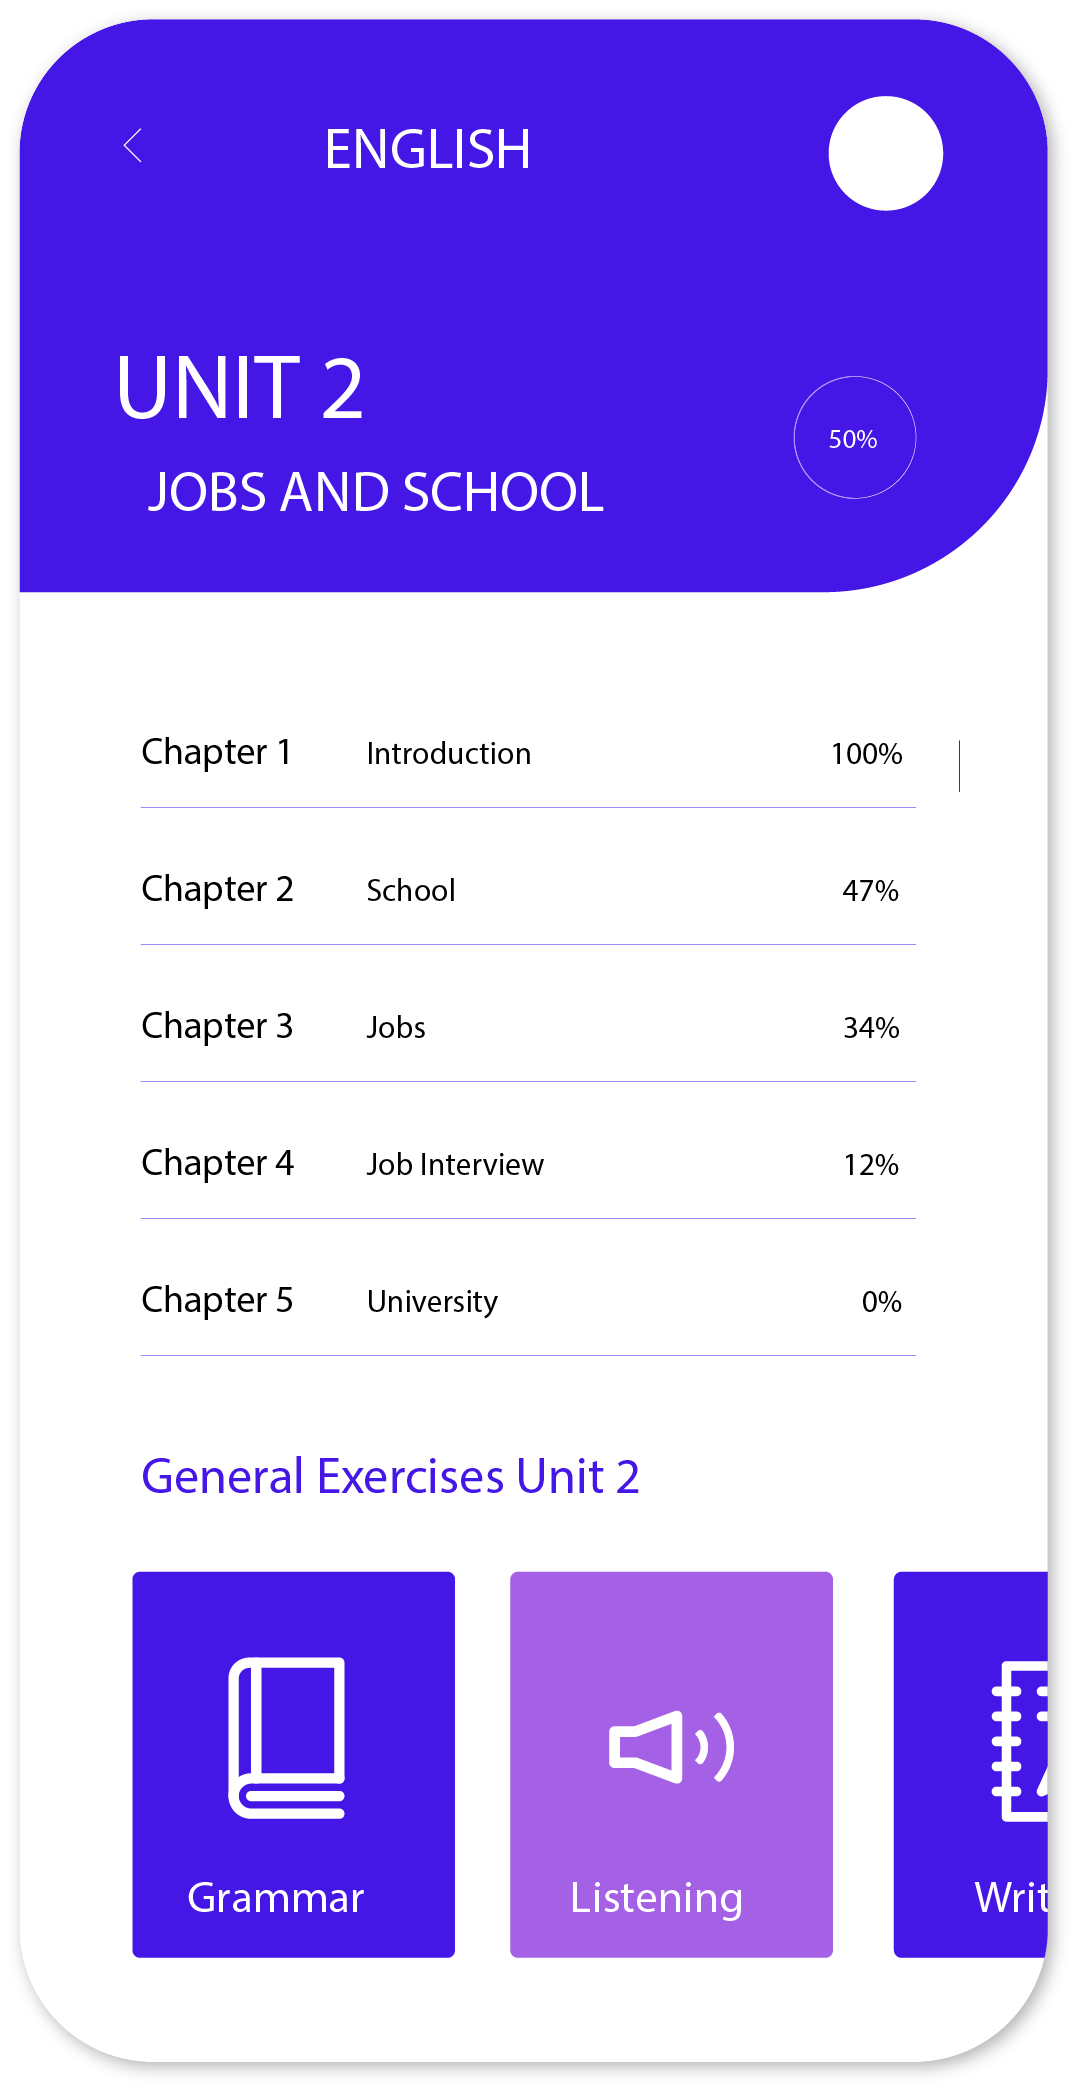 ENGLISH
UNIT 2
JOBS AND SCHOOL
50%
Chapter 1 Introduction 100%
Chapter 2 School 47%
Chapter 3 Jobs 34%
Chapter 4 Job Interview 12%
Chapter 5 University 0%
General Exercises Unit 2
Grammar Listening Writ